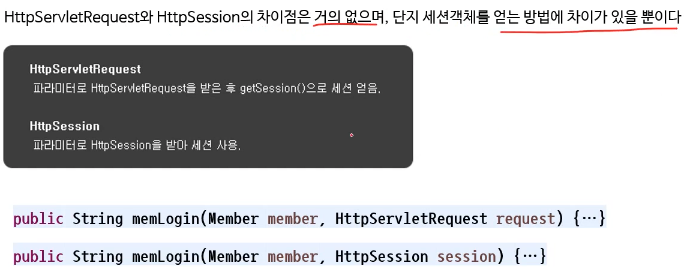 HttpServletRequest와 HttpSession의 차이점은 거의 없으며, 단지 세션객체를 얻는 방법에 차이가 있을 뿐이다
HttpServletRequest
파라미터로 HttpServletRequest을 받은 후 getSession()으로 세션 얻음.
HttpSession
파라미터로 HttpSession을 받아 세션 사용.
public String memLogin(Member member, HttpServletRequest request) {…}
public String memLogin(Member member, HttpSession session) {…}